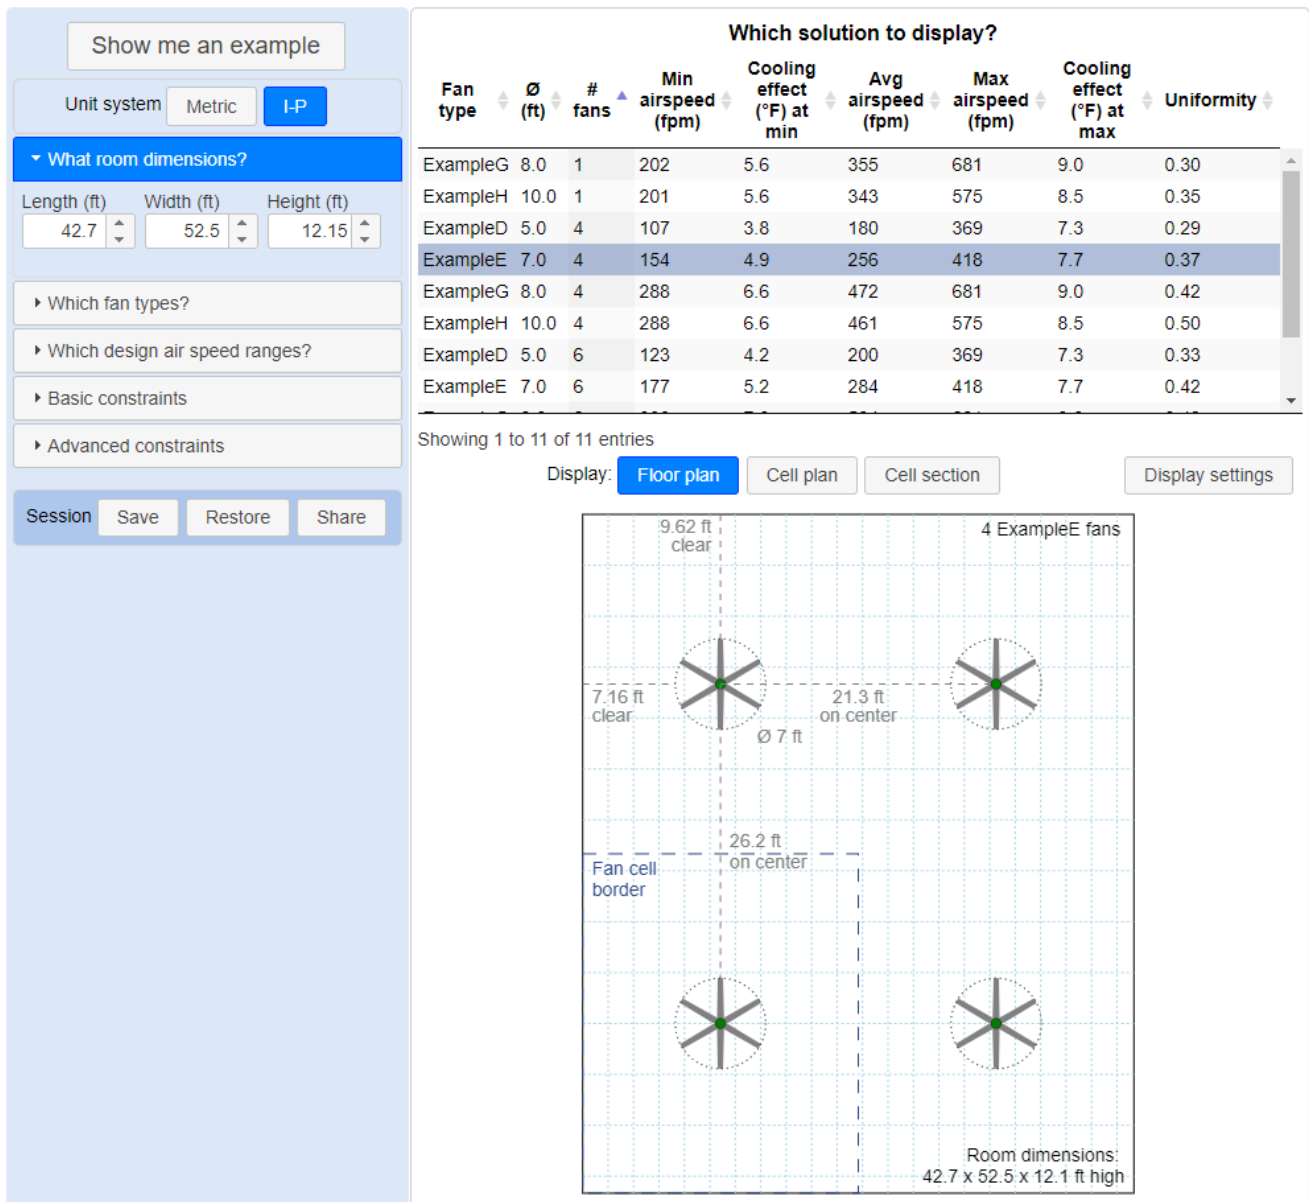 Show me an example
Unit system Metric I-P
What room dimensions?
Length (ft) Width (ft) Height (ft)
42.7 52.5 12.15
Which fan types?
Which design air speed ranges?
Basic constraints
Advanced constraints
Session Save Restore Share
Which solution to display?
Fan type Ø (ft) # fans Min airspeed (fpm) Cooling effect (°F) at min Avg airspeed (fpm) Max airspeed (fpm) Cooling effect (°F) at max Uniformity
ExampleG 8.0 1 202 5.6 355 681 9.0 0.30
ExampleH 10.0 1 201 5.6 343 575 8.5 0.35
ExampleD 5.0 4 107 3.8 180 369 7.3 0.29
ExampleE 7.0 4 154 4.9 256 418 7.7 0.37
ExampleG 8.0 4 288 6.6 472 681 9.0 0.42
ExampleH 10.0 4 288 6.6 461 575 8.5 0.50
ExampleD 5.0 6 123 4.2 200 369 7.3 0.33
ExampleE 7.0 6 177 5.2 284 418 7.7 0.42
Showing 1 to 11 of 11 entries
Display: Floor plan Cell plan Cell section Display settings
9.62 ft
clear
4 ExampleE fans
7.16 ft
clear
21.3 ft
on center
Ø 7 ft
26.2 ft
on center
Fan cell
border
Room dimensions:
42.7 x 52.5 x 12.1 ft high